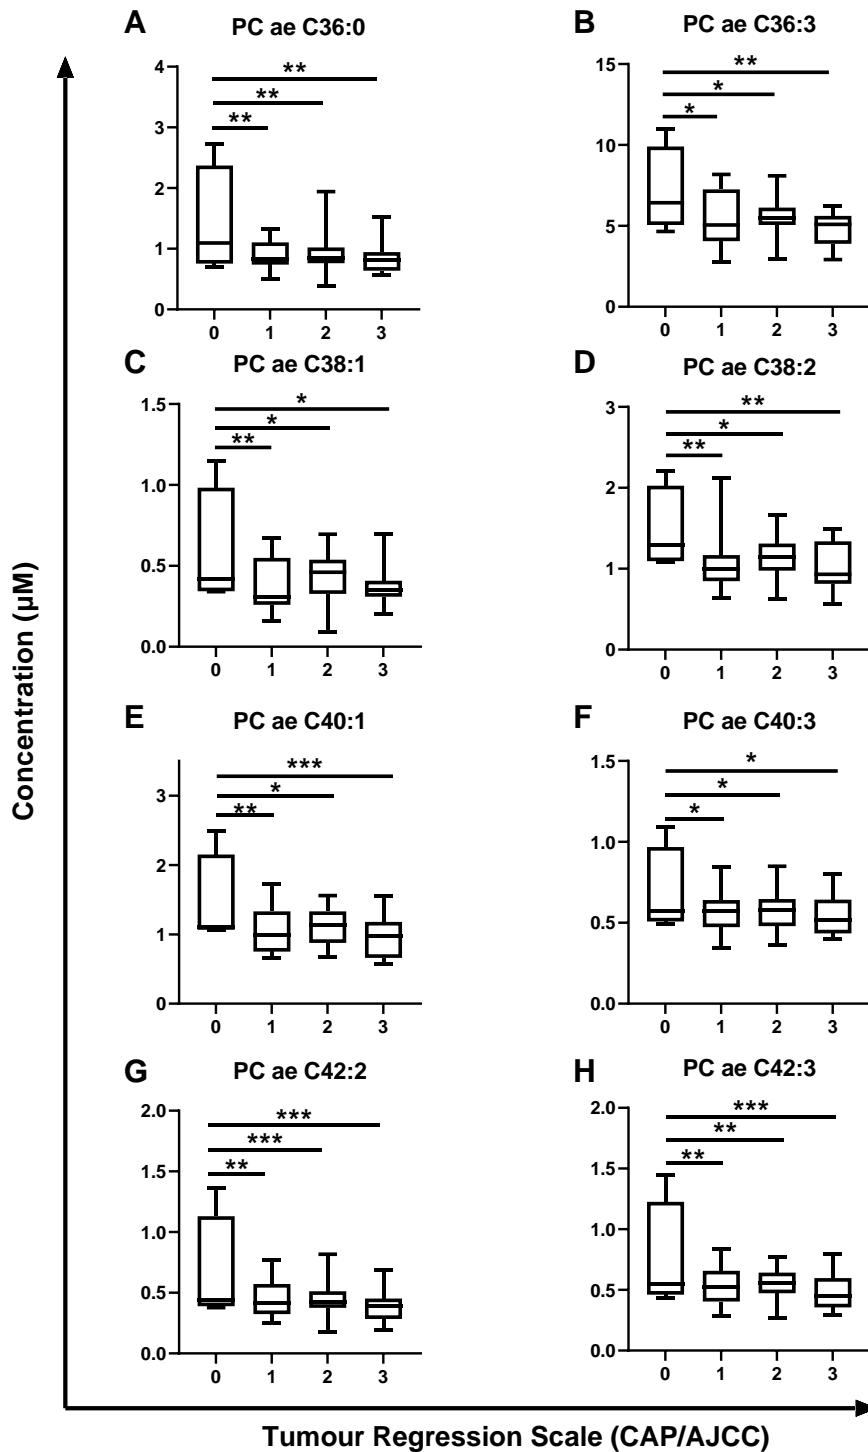 A
PC ae C36:0
4
3
2
1
0
**
**
**
0 1 2 3
B
PC ae C36:3
15
10
5
0
**
*
*
0 1 2 3
C
PC ae C38:1
1.5
1.0
0.5
0.0
*
*
**
0 1 2 3
D
PC ae C38:2
3
2
1
0
**
*
**
0 1 2 3
E
PC ae C40:1
3
2
1
0
***
*
**
0 1 2 3
F
PC ae C40:3
1.5
1.0
0.5
0.0
*
*
*
0 1 2 3
G
PC ae C42:2
2.0
1.5
1.0
0.5
0.0
***
***
**
0 1 2 3
H
PC ae C42:3
2.0
1.5
1.0
0.5
0.0
***
**
**
0 1 2 3
Concentration (µM)
Tumour Regression Scale (CAP/AJCC)